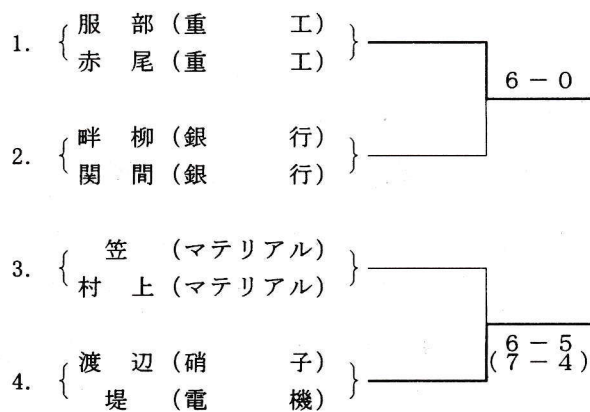 服 部 (重 工)
1.
赤 尾 (重 工)
6 - 0
畔 柳 (銀 行)
2.
関 間 (銀 行)
笠 (マテリアル)
3.
村 上 (マテリアル)
6 - 5
(7 - 4)
渡 辺 (硝 子)
4.
堤 (電 機)